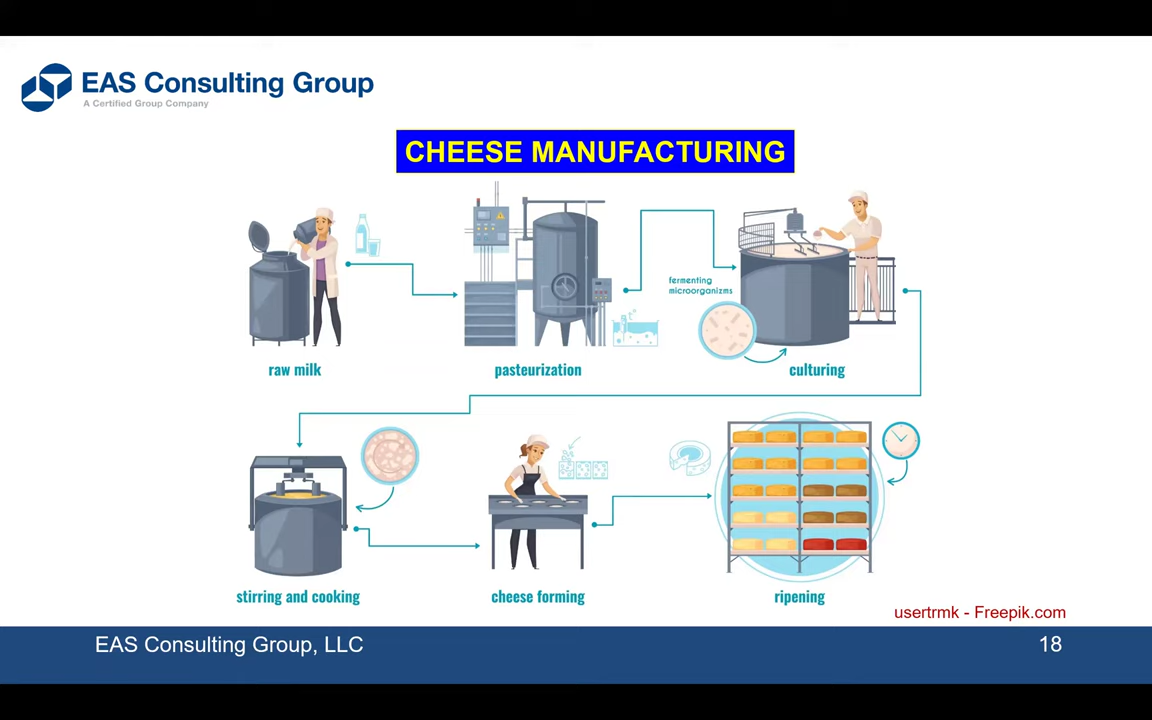 EAS Consulting Group
A Certified Group Company
CHEESE MANUFACTURING
fermenting
microorganizms
raw milk
pasteurization
culturing
stirring and cooking
cheese forming
ripening
usertrmk - Freepik.com
EAS Consulting Group, LLC
18